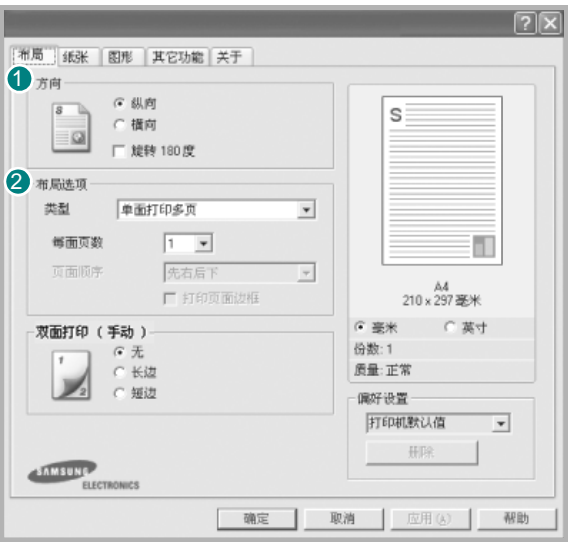 布局 纸张 图形 其它功能 关于
1 方向
纵向
横向
旋转 180 度
2 布局选项
类型 单面打印多页
每面页数 1
页面顺序 先右后下
打印页面边框
双面打印 ( 手动 )
无
长边
短边
1
2
SAMSUNG
ELECTRONICS
S
S
A4
210 x 297 毫米
毫米 英寸
份数: 1
质量: 正常
偏好设置
打印机默认值
删除
确定 取消 应用 (A) 帮助